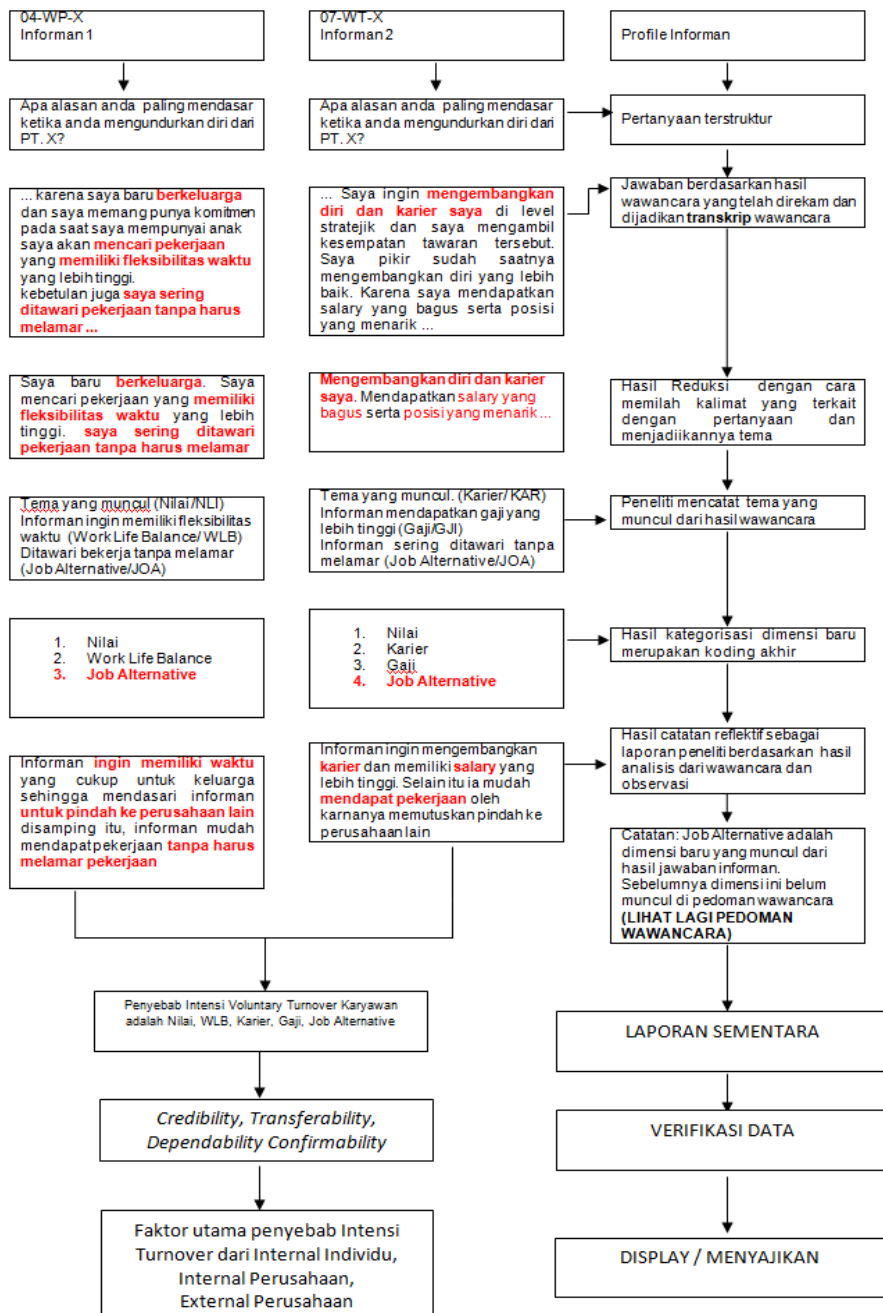 04-WP-X
Informan 1
07-WT-X
Informan 2
Profile Informan
Apa alasan anda paling mendasar
ketika anda mengundurkan diri dari
PT. X?
Apa alasan anda paling mendasar
ketika anda mengundurkan diri dari
PT. X?
Pertanyaan terstruktur
... karena saya baru berkeluarga
dan saya memang punya komitmen
pada saat saya mempunyai anak
saya akan mencari pekerjaan
yang memiliki fleksibilitas waktu
yang lebih tinggi.
kebetulan juga saya sering
ditawari pekerjaan tanpa harus
melamar ...
... Saya ingin mengembangkan
diri dan karier saya di level
stratejik dan saya mengambil
kesempatan tawaran tersebut.
Saya pikir sudah saatnya
mengembangkan diri yang lebih
baik. Karena saya mendapatkan
salary yang bagus serta posisi
yang menarik ...
Jawaban berdasarkan hasil
wawancara yang telah direkam dan
dijadikan transkrip wawancara
Saya baru berkeluarga. Saya
mencari pekerjaan yang memiliki
fleksibilitas waktu yang lebih
tinggi. saya sering ditawari
pekerjaan tanpa harus melamar
Mengembangkan diri dan karier
saya. Mendapatkan salary yang
bagus serta posisi yang menarik ...
Hasil Reduksi dengan cara
memilah kalimat yang terkait
dengan pertanyaan dan
menjadiikannya tema
Tema yang muncul (Nilai/NLI)
Informan ingin memiliki fleksibilitas
waktu (Work Life Balance/ WLB)
Ditawari bekerja tanpa melamar
(Job Alternative/JOA)
Tema yang muncul. (Karier/ KAR)
Informan mendapatkan gaji yang
lebih tinggi (Gaji/GJI)
Informan sering ditawari tanpa
melamar (Job Alternative/JOA)
Peneliti mencatat tema yang
muncul dari hasil wawancara
1. Nilai
2. Work Life Balance
3. Job Alternative
1. Nilai
2. Karier
3. Gaji
4. Job Alternative
Hasil kategorisasi dimensi baru
merupakan koding akhir
Informan ingin memiliki waktu
yang cukup untuk keluarga
sehingga mendasari informan
untuk pindah ke perusahaan lain
disamping itu, informan mudah
mendapat pekerjaan tanpa harus
melamar pekerjaan
Informan ingin mengembangkan
karier dan memiliki salary yang
lebih tinggi. Selain itu ia mudah
mendapat pekerjaan oleh
karnanya memutuskan pindah ke
perusahaan lain
Hasil catatan reflektif sebagai
laporan peneliti berdasarkan hasil
analisis dari wawancara dan
observasi
Catatan: Job Alternative adalah
dimensi baru yang muncul dari
hasil jawaban informan.
Sebelumnya dimensi ini belum
muncul di pedoman wawancara
(LIHAT LAGI PEDOMAN
WAWANCARA)
Penyebab Intensi Voluntary Turnover Karyawan
adalah Nilai, WLB, Karier, Gaji, Job Alternative
LAPORAN SEMENTARA
Credibility, Transferability,
Dependability Confirmability
VERIFIKASI DATA
Faktor utama penyebab Intensi
Turnover dari Internal Individu,
Internal Perusahaan,
External Perusahaan
DISPLAY / MENYAJIKAN